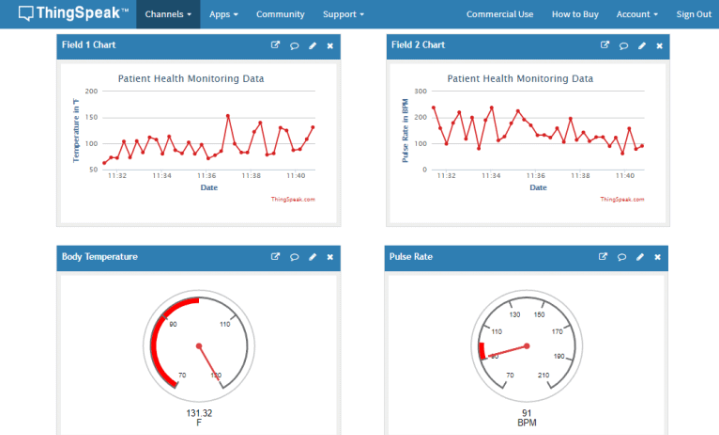 ThingSpeak™ Channels Apps Community Support Commercial Use How to Buy Account Sign Out
Field 1 Chart
Patient Health Monitoring Data
Temperature in °F
200
150
100
50
11:32 11:34 11:36 11:38 11:40
Date
ThingSpeak.com
Field 2 Chart
Patient Health Monitoring Data
Pulse Rate in BPM
300
200
100
0
11:32 11:34 11:36 11:38 11:40
Date
ThingSpeak.com
Body Temperature
90 110
70
131.32
F
Pulse Rate
130 150
110 170
90 190
70 210
91
BPM